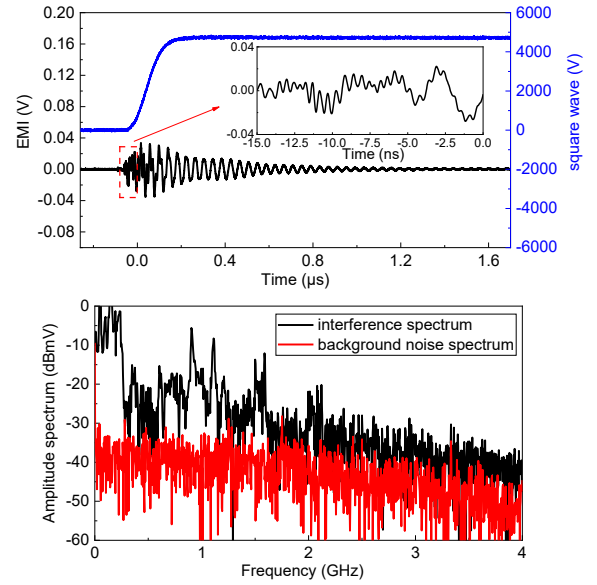 0.20
0.16
0.12
0.08
0.04
0.00
-0.04
-0.08
EMI (V)
6000
4000
2000
0
-2000
-4000
-6000
square wave (V)
0.04
0.00
-0.04
-15.0 -12.5 -10.0 -7.5 -5.0 -2.5 0.0
Time (ns)
0.0 0.4 0.8 1.2 1.6
Time (μs)
0
-10
-20
-30
-40
-50
-60
Amplitude spectrum (dBmV)
interference spectrum
background noise spectrum
0 1 2 3 4
Frequency (GHz)